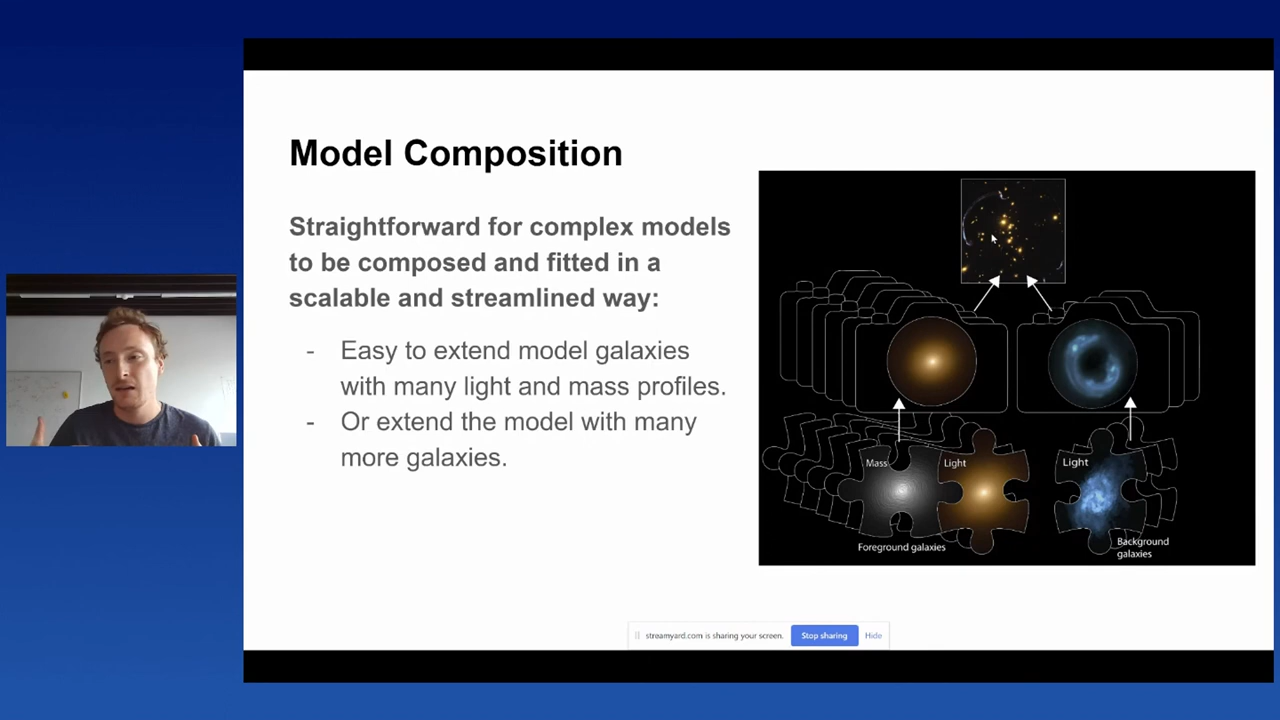 Model Composition
Straightforward for complex models
to be composed and fitted in a
scalable and streamlined way:
- Easy to extend model galaxies
with many light and mass profiles.
- Or extend the model with many
more galaxies.
Mass
Light
Light
Foreground galaxies
Background
galaxies
streamyard.com is sharing your screen.
Stop sharing
Hide